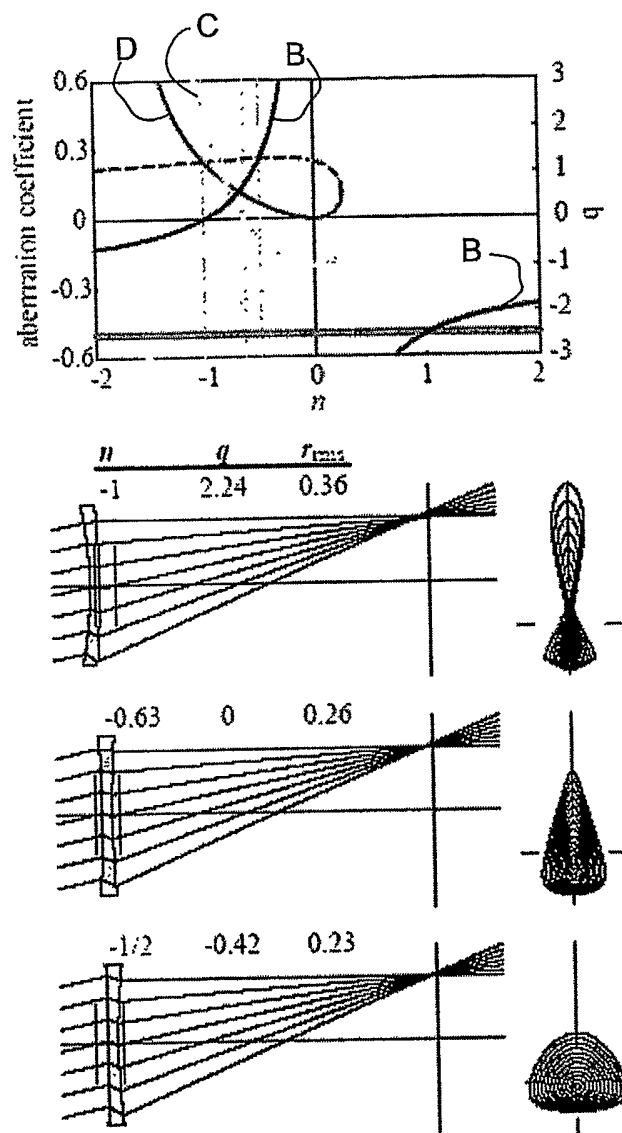 D C B
0.6 3
2
0.3 1
0 0
aberration coefficient q
B
-1
-0.3
-2
-0.6 -3
-2 -1 0 1 2
n
n q r_rms
-1 2.24 0.36
-0.63 0 0.26
-1/2 -0.42 0.23